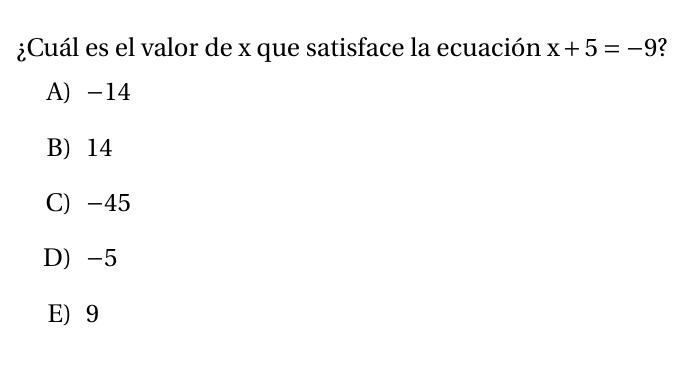 ¿Cuál es el valor de x que satisface la ecuación x + 5 = −9?
A) −14
B) 14
C) −45
D) −5
E) 9